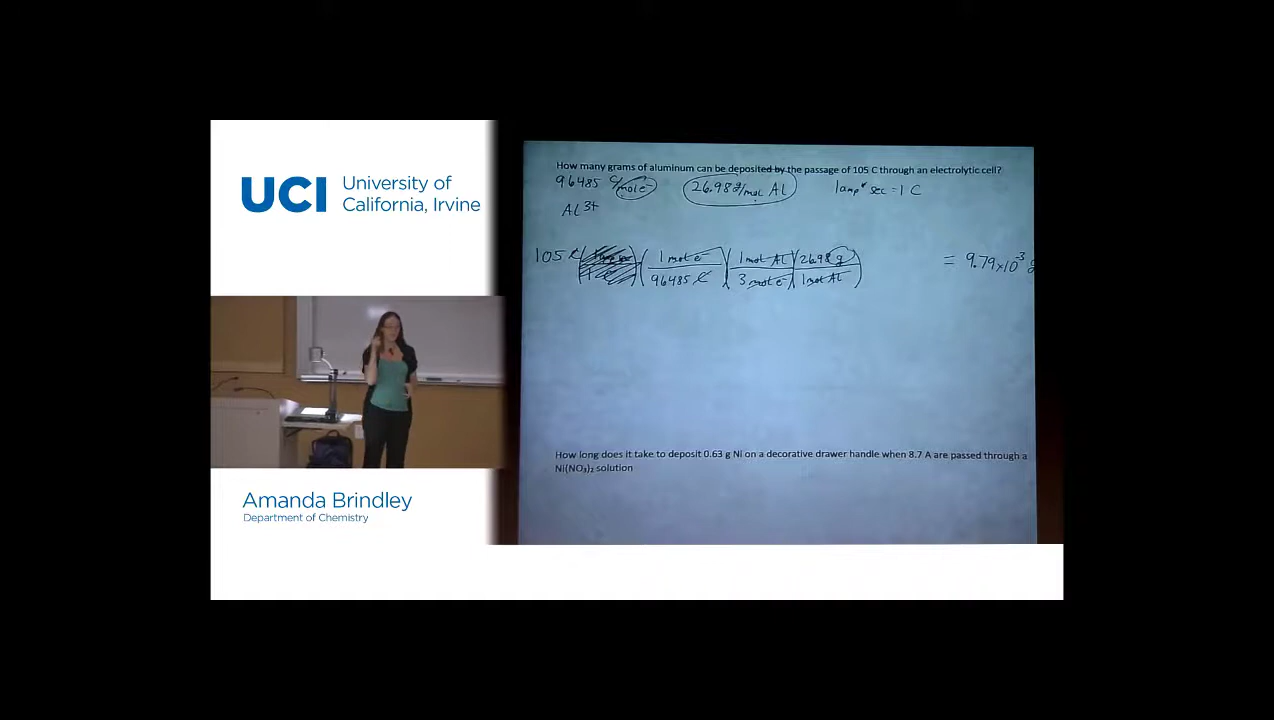 UCI University of
California, Irvine
How many grams of aluminum can be deposited by the passage of 105 C through an electrolytic cell?
96485 C/mol e⁻ 26.98 g/mol Al 1 amp * sec = 1 C
Al 3+
105 C ( 1 mol e⁻ / 96485 C ) ( 1 mol Al / 3 mol e⁻ ) ( 26.98 g / 1 mol Al ) = 9.79 x 10⁻³ g
How long does it take to deposit 0.63 g Ni on a decorative drawer handle when 8.7 A are passed through a
Ni(NO₃)₂ solution
Amanda Brindley
Department of Chemistry